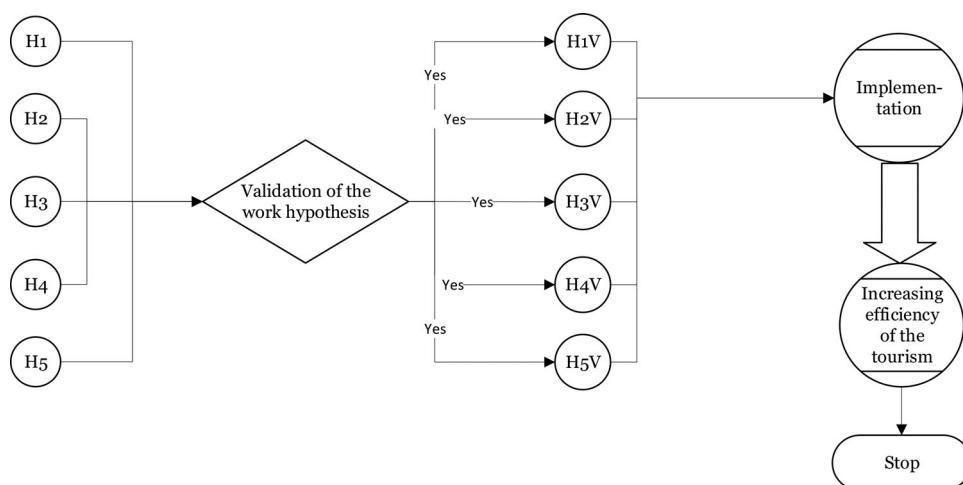 H1
H2
H3
H4
H5
Validation of the
work hypothesis
Yes
Yes
Yes
Yes
Yes
H1V
H2V
H3V
H4V
H5V
Implemen-
tation
Increasing
efficiency
of the
tourism
Stop